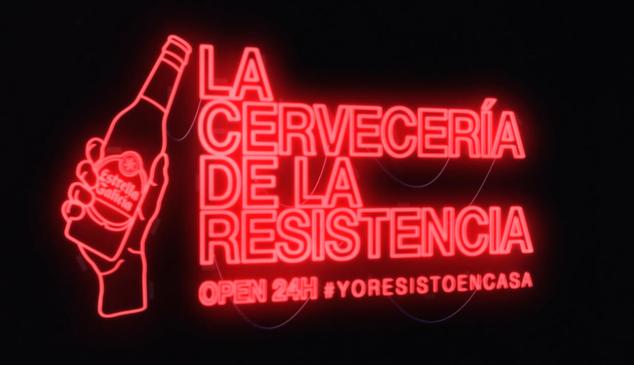 LA
CERVECERÍA
DE LA
RESISTENCIA
OPEN 24H #YORESISTOENCASA
Estrella
Galicia